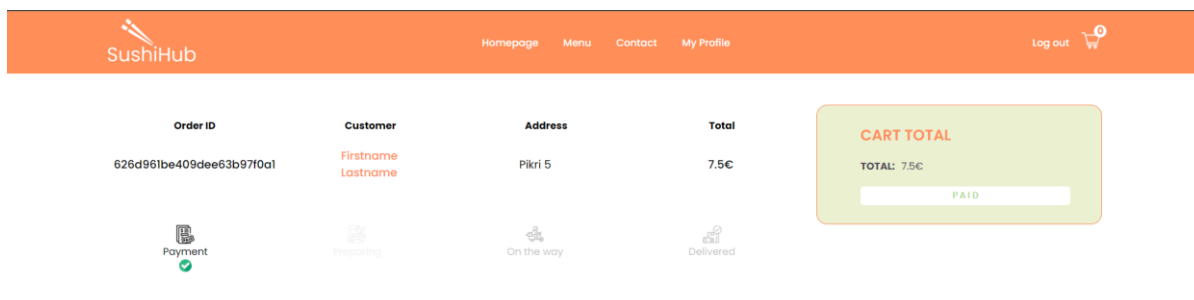 SushiHub
Homepage Menu Contact My Profile
Log out 0
Order ID Customer Address Total
626d961be409dee63b97f0a1 Firstname Lastname Pikri 5 7.5€
Payment Preparing On the way Delivered
CART TOTAL
TOTAL: 7.5€
PAID